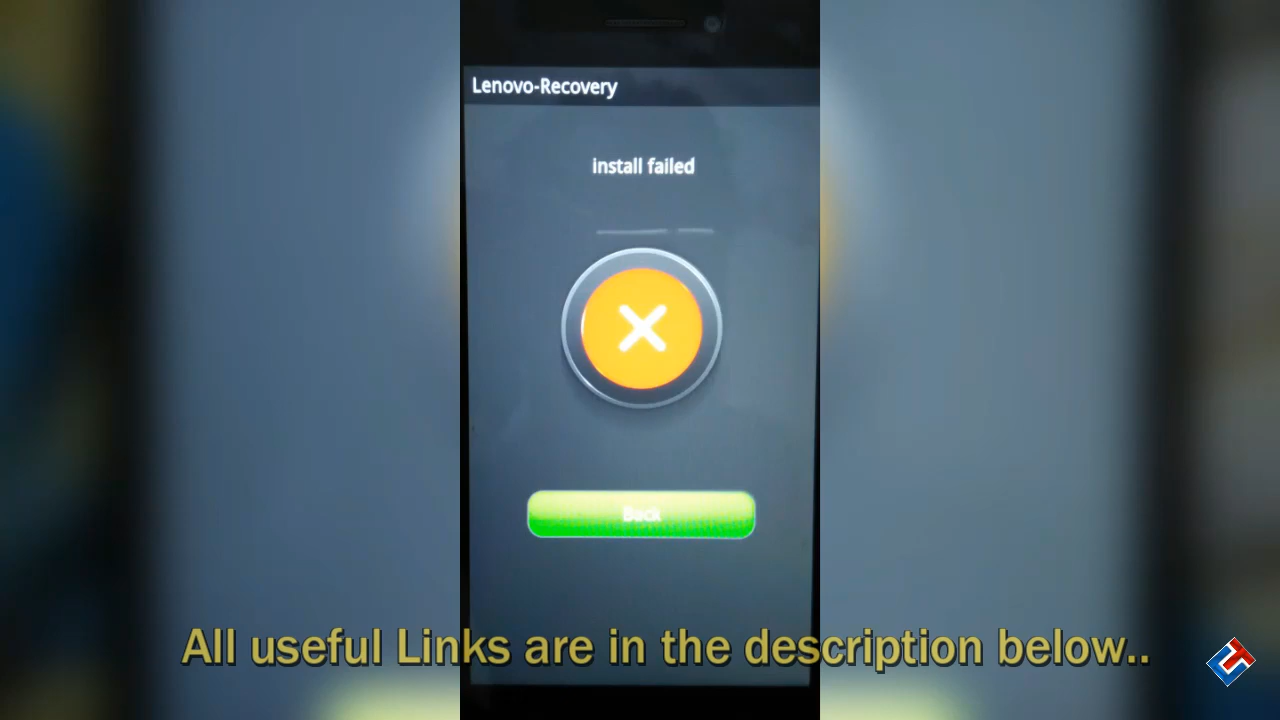 Lenovo-Recovery
install failed
Back
All useful Links are in the description below..